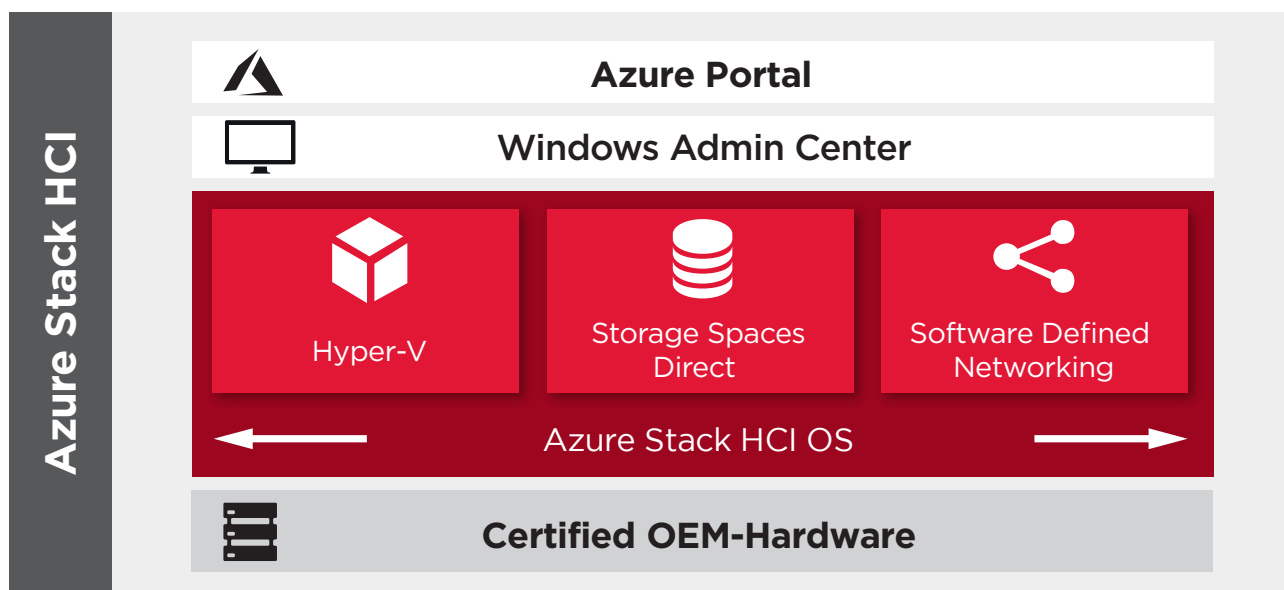 Azure Stack HCI
Azure Portal
Windows Admin Center
Hyper-V
Storage Spaces
Direct
Software Defined
Networking
Azure Stack HCI OS
Certified OEM-Hardware